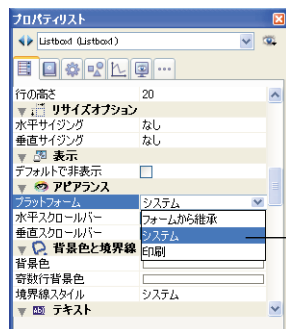 プロパティリスト
Listbox1 (Listbox1)
行の高さ 20
リサイズオプション
水平サイジング なし
垂直サイジング なし
表示
デフォルトで非表示
アピアランス
プラットフォーム システム
水平スクロールバー フォームから継承
垂直スクロールバー システム
背景色と境界線 印刷
背景色
奇数行背景色
境界線スタイル システム
テキスト